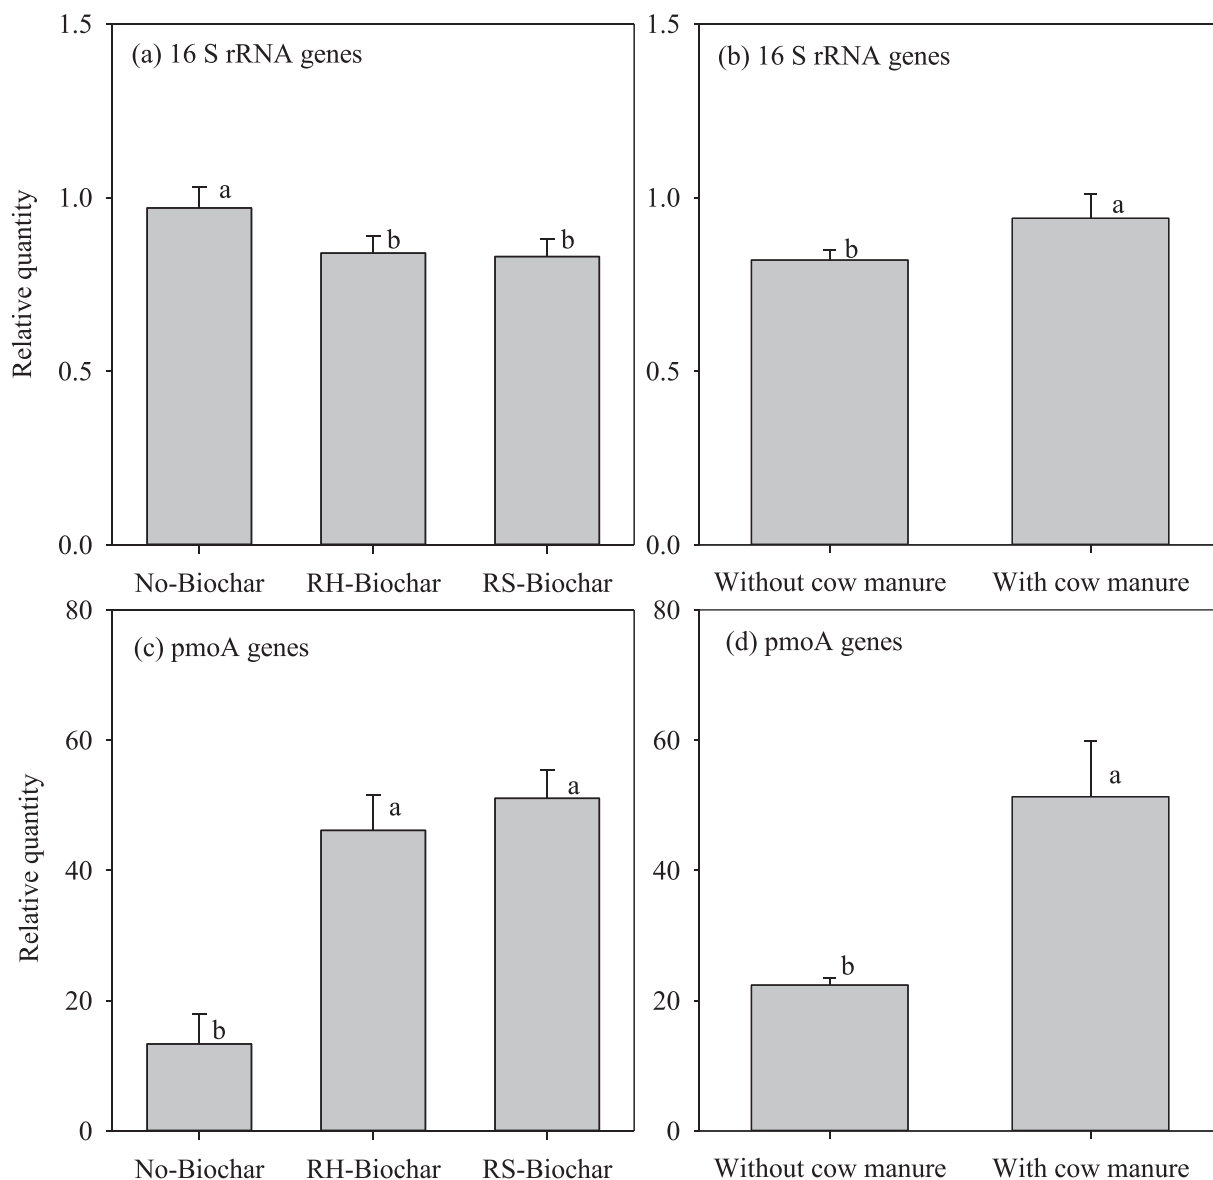 1.5
(a) 16 S rRNA genes
a
1.0
b
b
0.5
0.0
Relative quantity
No-Biochar
RH-Biochar
RS-Biochar
1.5
(b) 16 S rRNA genes
1.0
a
b
0.5
0.0
Without cow manure
With cow manure
80
(c) pmoA genes
60
a
a
40
20
b
0
Relative quantity
No-Biochar
RH-Biochar
RS-Biochar
80
(d) pmoA genes
60
a
40
b
20
0
Without cow manure
With cow manure